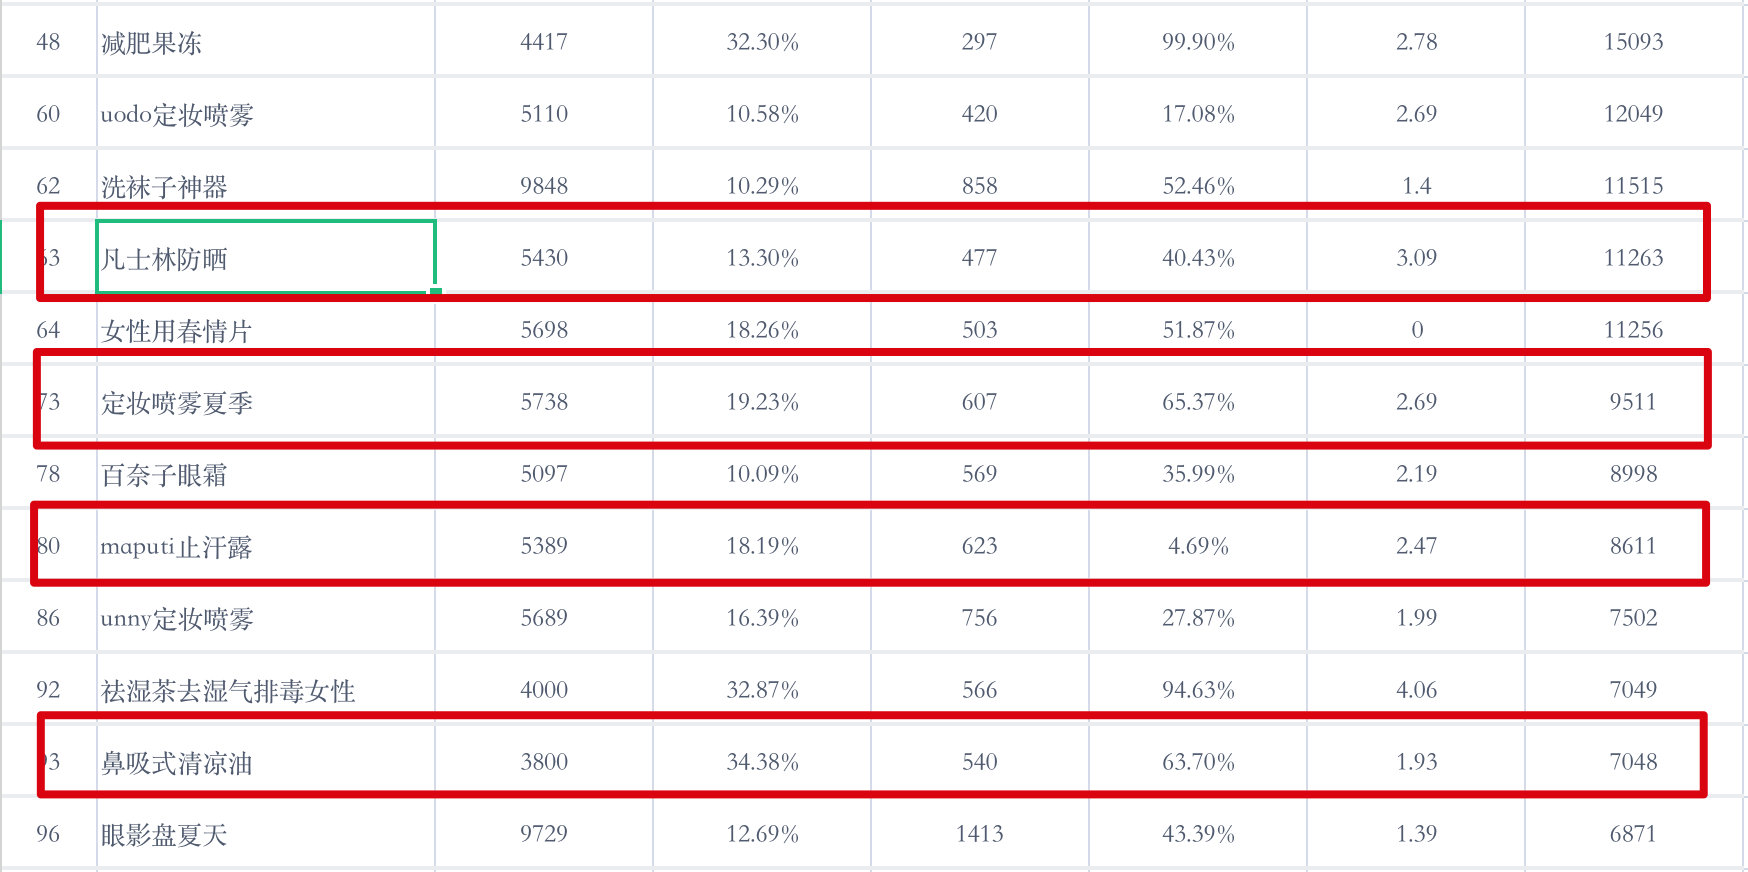 48 减肥果冻 4417 32.30% 297 99.90% 2.78 15093
60 uodo定妆喷雾 5110 10.58% 420 17.08% 2.69 12049
62 洗袜子神器 9848 10.29% 858 52.46% 1.4 11515
63 凡士林防晒 5430 13.30% 477 40.43% 3.09 11263
64 女性用春情片 5698 18.26% 503 51.87% 0 11256
73 定妆喷雾夏季 5738 19.23% 607 65.37% 2.69 9511
78 百奈子眼霜 5097 10.09% 569 35.99% 2.19 8998
80 maputi止汗露 5389 18.19% 623 4.69% 2.47 8611
86 unny定妆喷雾 5689 16.39% 756 27.87% 1.99 7502
92 祛湿茶去湿气排毒女性 4000 32.87% 566 94.63% 4.06 7049
93 鼻吸式清凉油 3800 34.38% 540 63.70% 1.93 7048
96 眼影盘夏天 9729 12.69% 1413 43.39% 1.39 6871